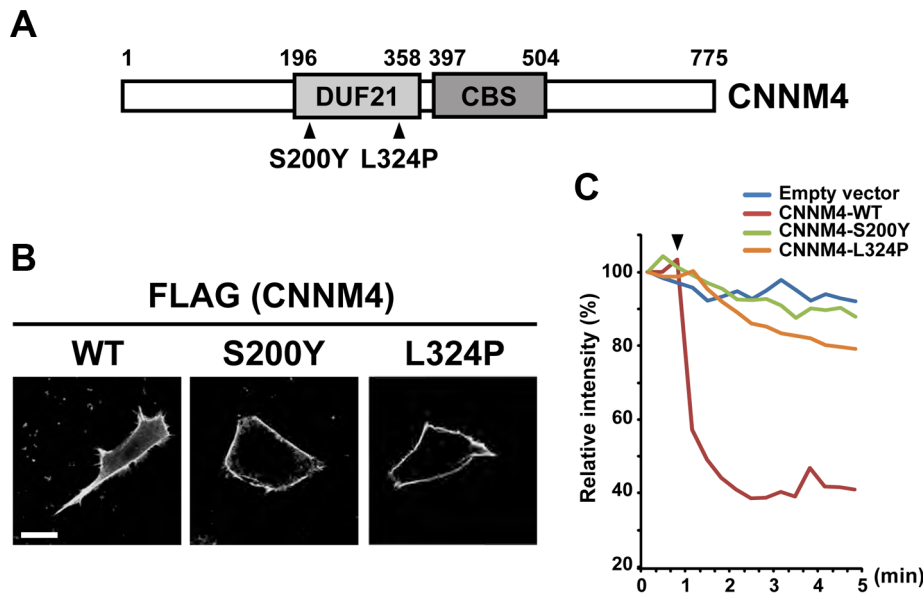 A
1 196 358 397 504 775
DUF21 CBS CNNM4
S200Y L324P
B
FLAG (CNNM4)
WT S200Y L324P
C
Empty vector
CNNM4-WT
CNNM4-S200Y
CNNM4-L324P
Relative intensity (%)
100
80
60
40
20
0 1 2 3 4 5 (min)